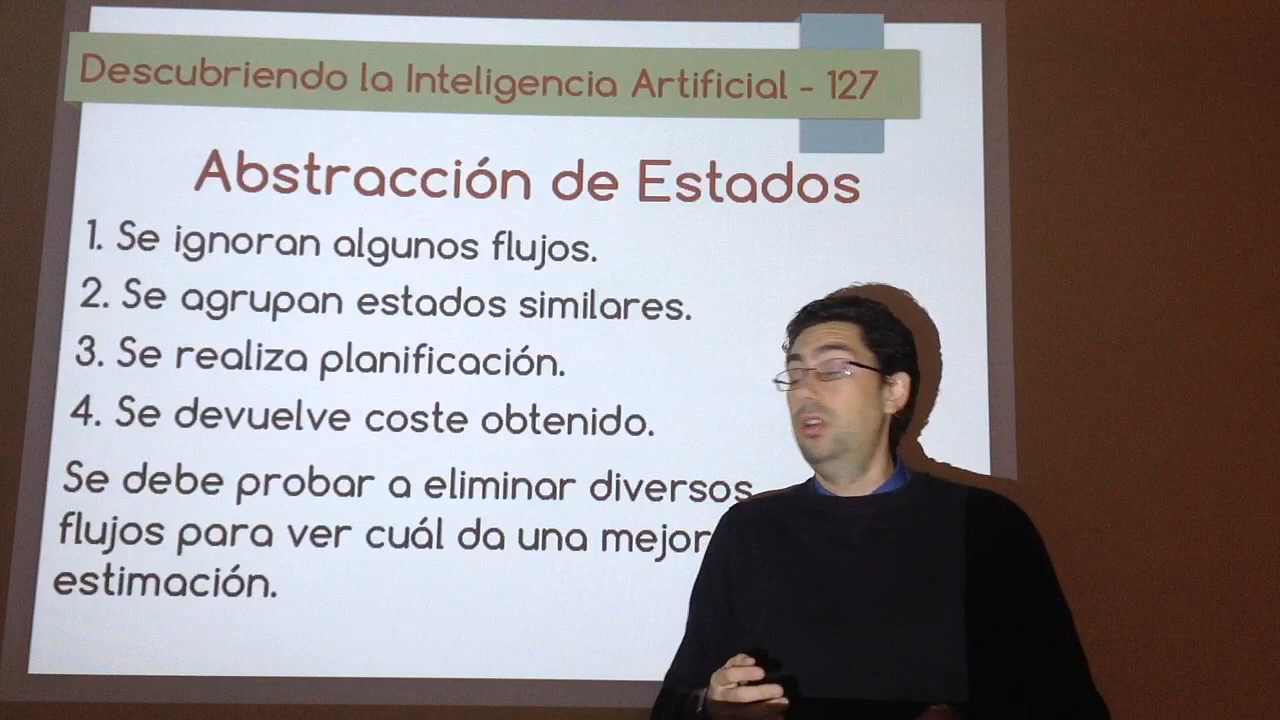 Descubriendo la Inteligencia Artificial - 127
Abstracción de Estados
1. Se ignoran algunos flujos.
2. Se agrupan estados similares.
3. Se realiza planificación.
4. Se devuelve coste obtenido.
Se debe probar a eliminar diversos
flujos para ver cuál da una mejor
estimación.